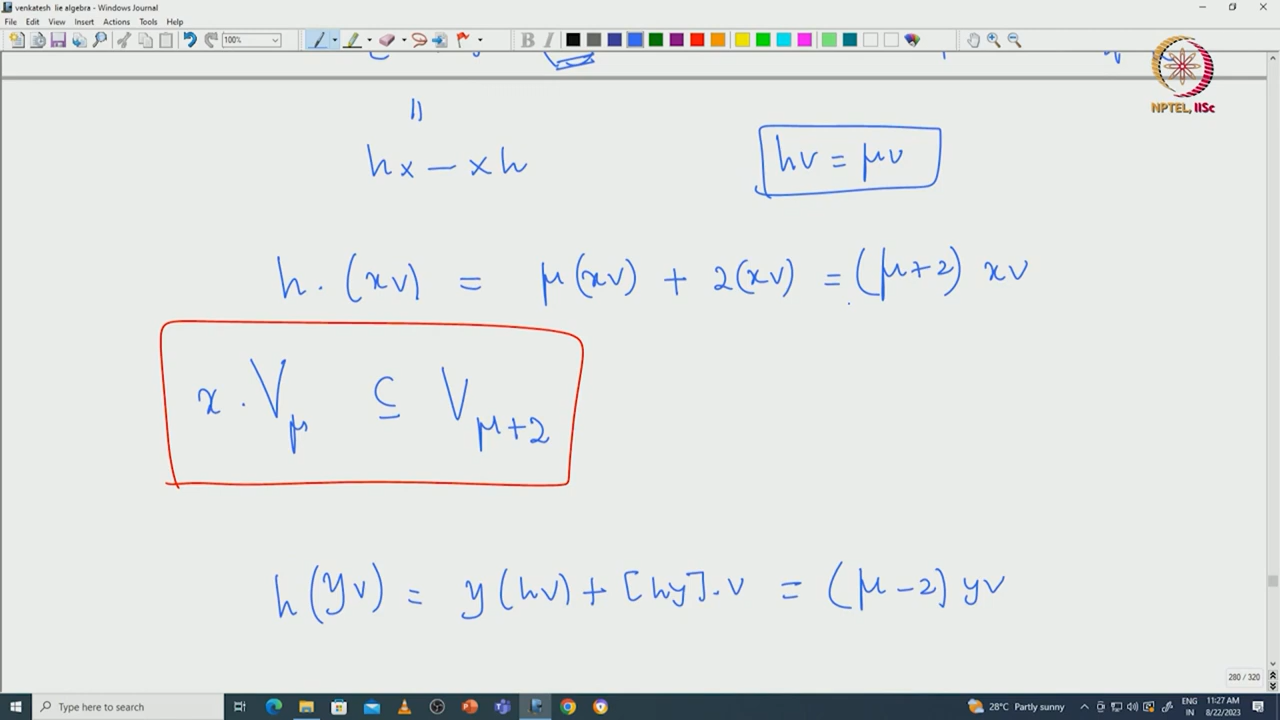 venkatesh lie algebra - Windows Journal
File Edit View Insert Actions Tools Help
100%
NPTEL, IISc
||
hx - xh
hv = μv
h. (xv) = μ(xv) + 2(xv) = (μ+2) xv
x . V_μ ⊆ V_μ+2
h(yv) = y(hv) + [hy].v = (μ-2) yv
280 / 320
Type here to search
28°C Partly sunny
ENG
IN
11:27 AM
8/22/2023